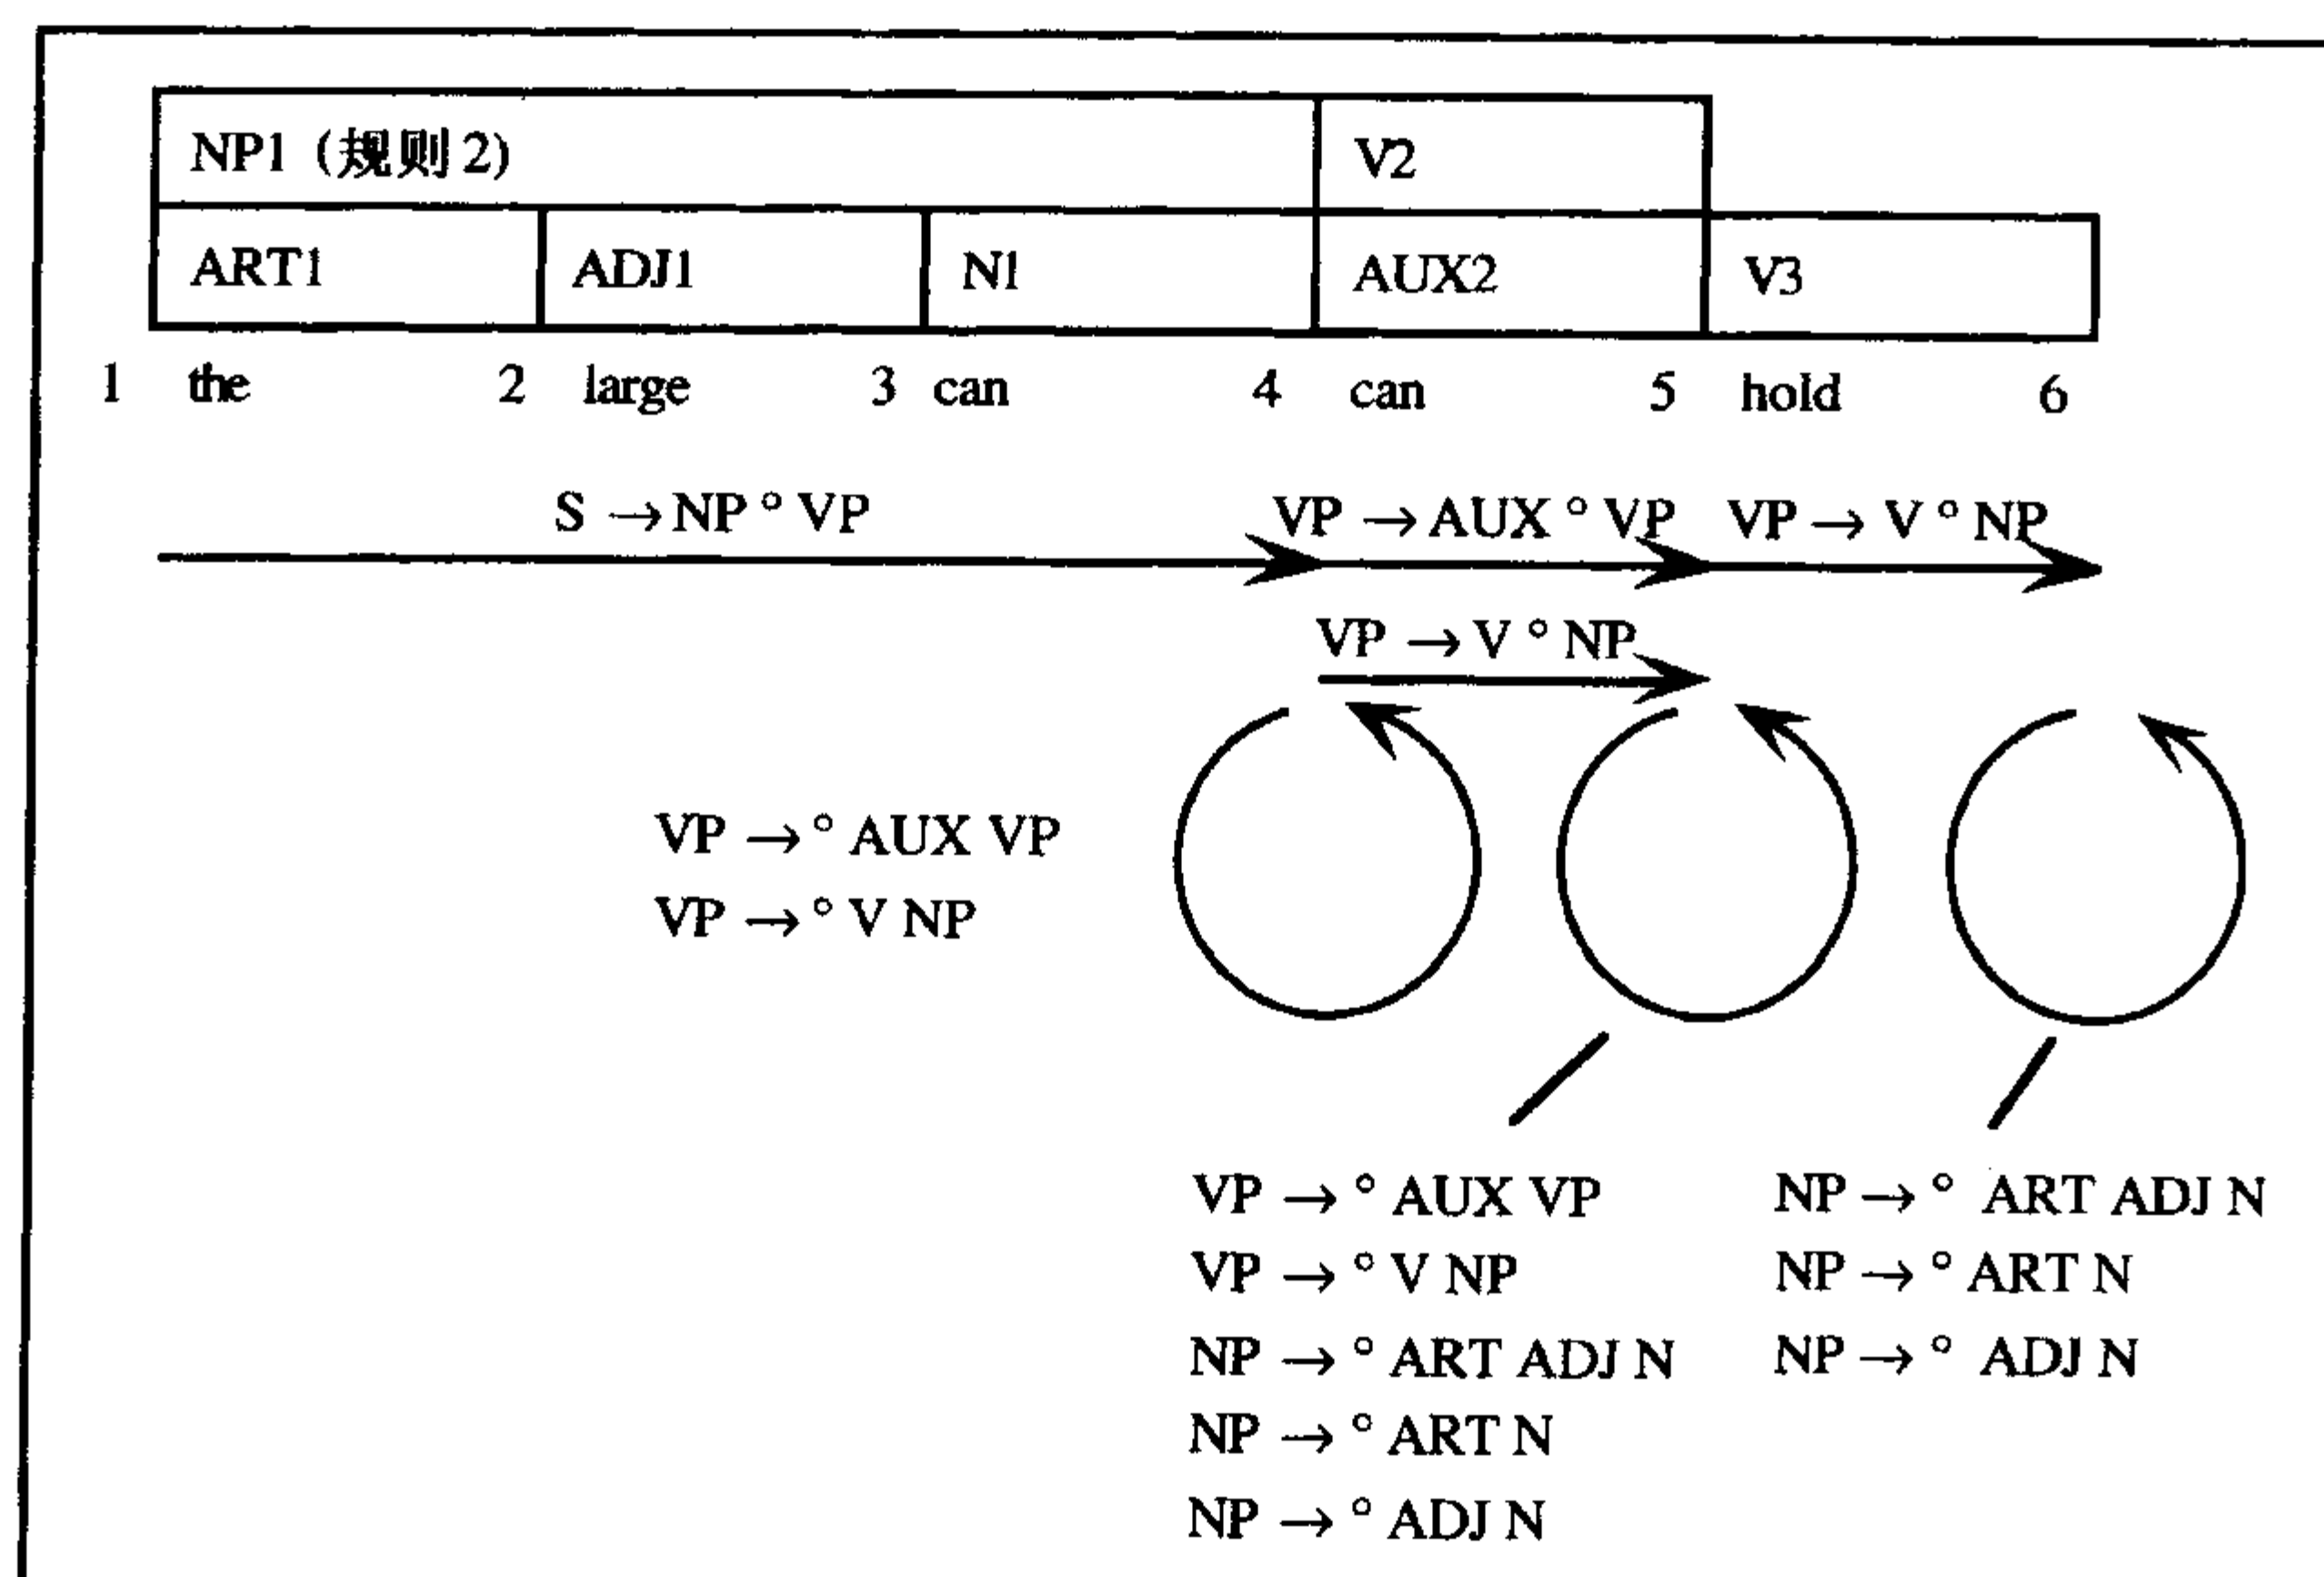 NP1 (规则 2) V2
ART1 ADJ1 N1 AUX2 V3
1 the 2 large 3 can 4 can 5 hold 6
S → NP ° VP VP → AUX ° VP VP → V ° NP
VP → V ° NP
VP → ° AUX VP
VP → ° V NP
VP → ° AUX VP NP → ° ART ADJ N
VP → ° V NP NP → ° ART N
NP → ° ART ADJ N NP → ° ADJ N
NP → ° ART N
NP → ° ADJ N